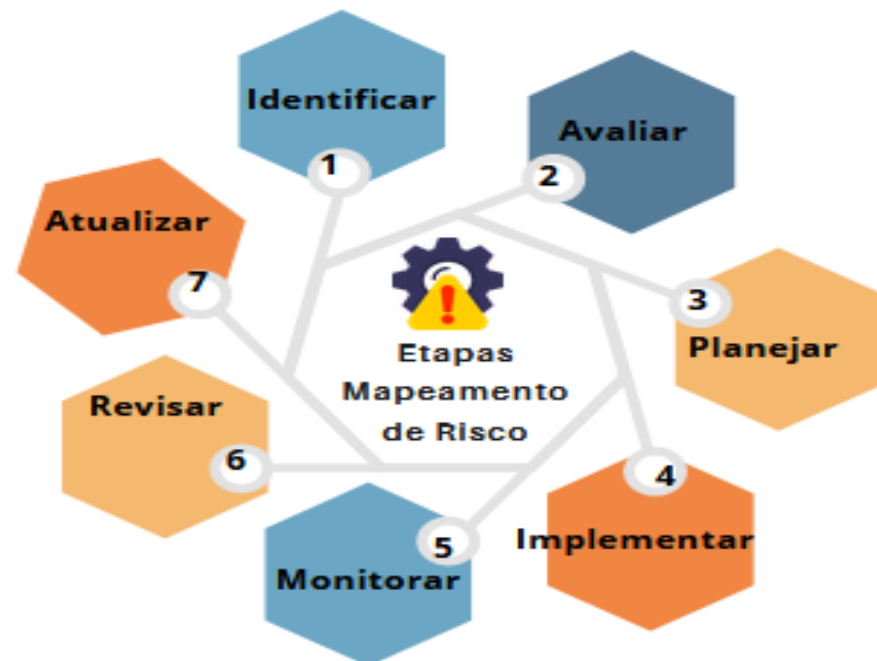 Identificar
1
Avaliar
2
3
Planejar
4
Implementar
5
Monitorar
Revisar
6
Atualizar
7
Etapas
Mapeamento
de Risco